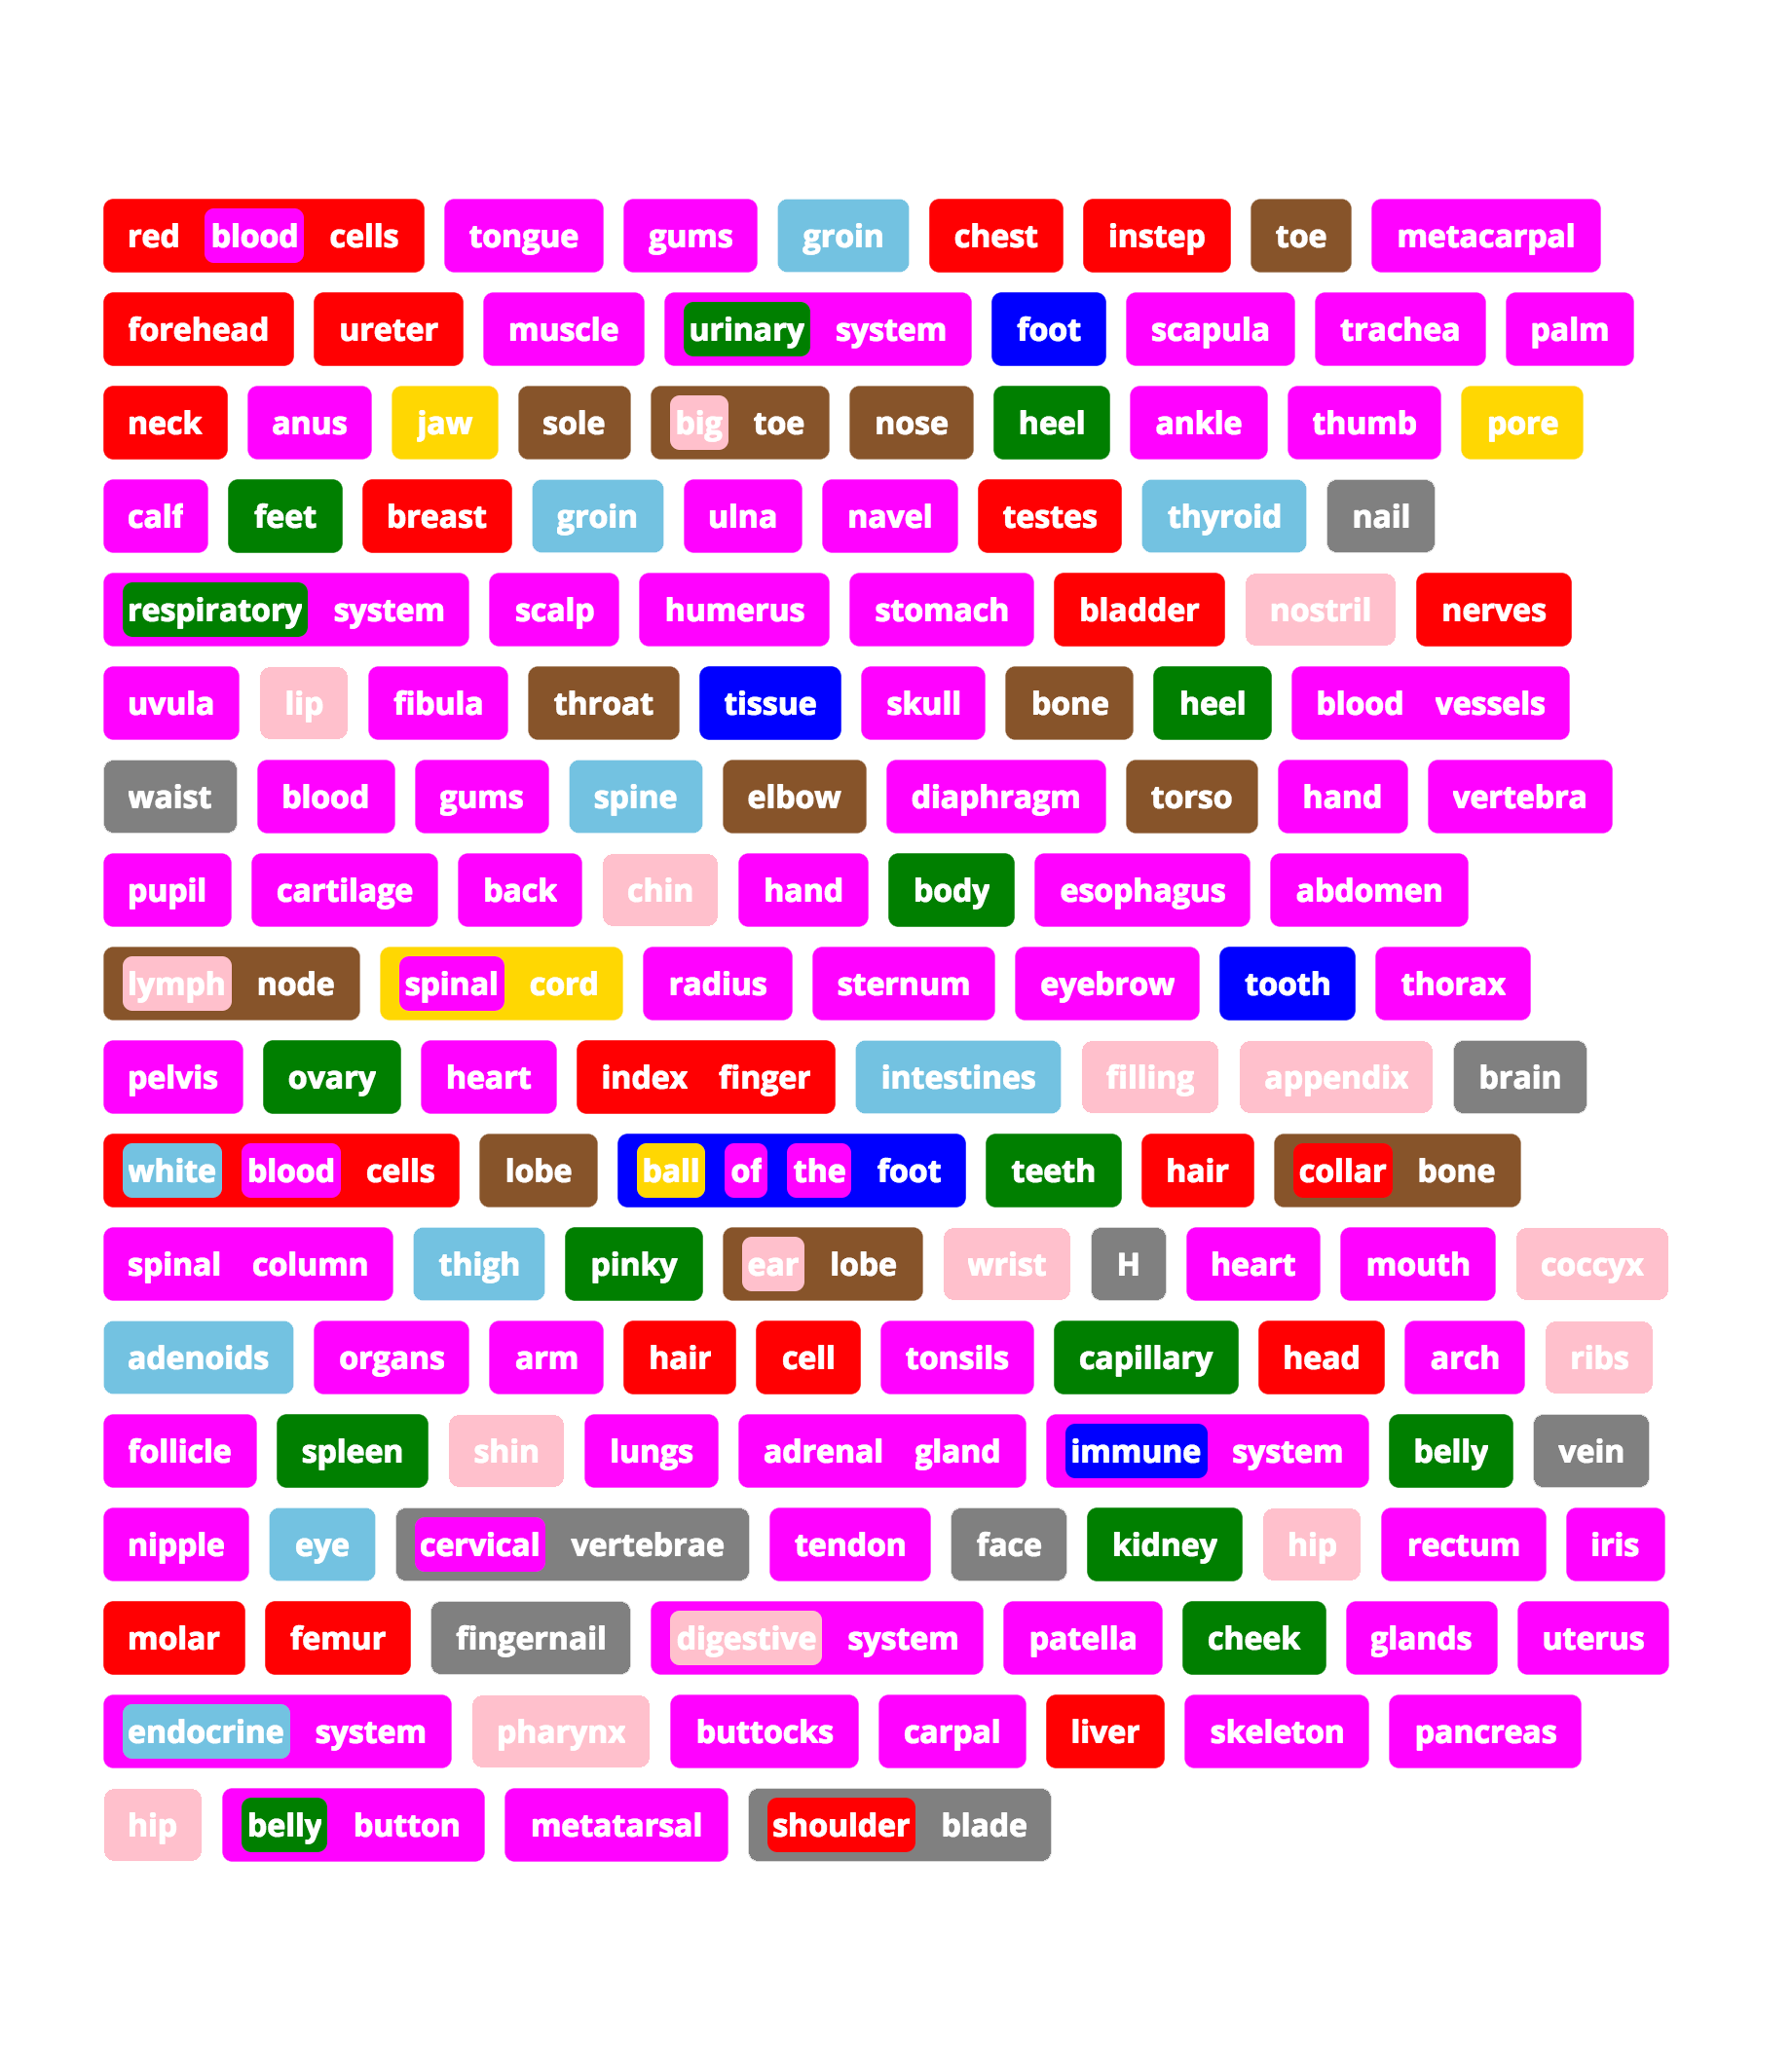 red blood cells tongue gums groin chest instep toe metacarpal
forehead ureter muscle urinary system foot scapula trachea palm
neck anus jaw sole big toe nose heel ankle thumb pore
calf feet breast groin ulna navel testes thyroid nail
respiratory system scalp humerus stomach bladder nostril nerves
uvula lip fibula throat tissue skull bone heel blood vessels
waist blood gums spine elbow diaphragm torso hand vertebra
pupil cartilage back chin hand body esophagus abdomen
lymph node spinal cord radius sternum eyebrow tooth thorax
pelvis ovary heart index finger intestines filling appendix brain
white blood cells lobe ball of the foot teeth hair collar bone
spinal column thigh pinky ear lobe wrist H heart mouth coccyx
adenoids organs arm hair cell tonsils capillary head arch ribs
follicle spleen shin lungs adrenal gland immune system belly vein
nipple eye cervical vertebrae tendon face kidney hip rectum iris
molar femur fingernail digestive system patella cheek glands uterus
endocrine system pharynx buttocks carpal liver skeleton pancreas
hip belly button metatarsal shoulder blade